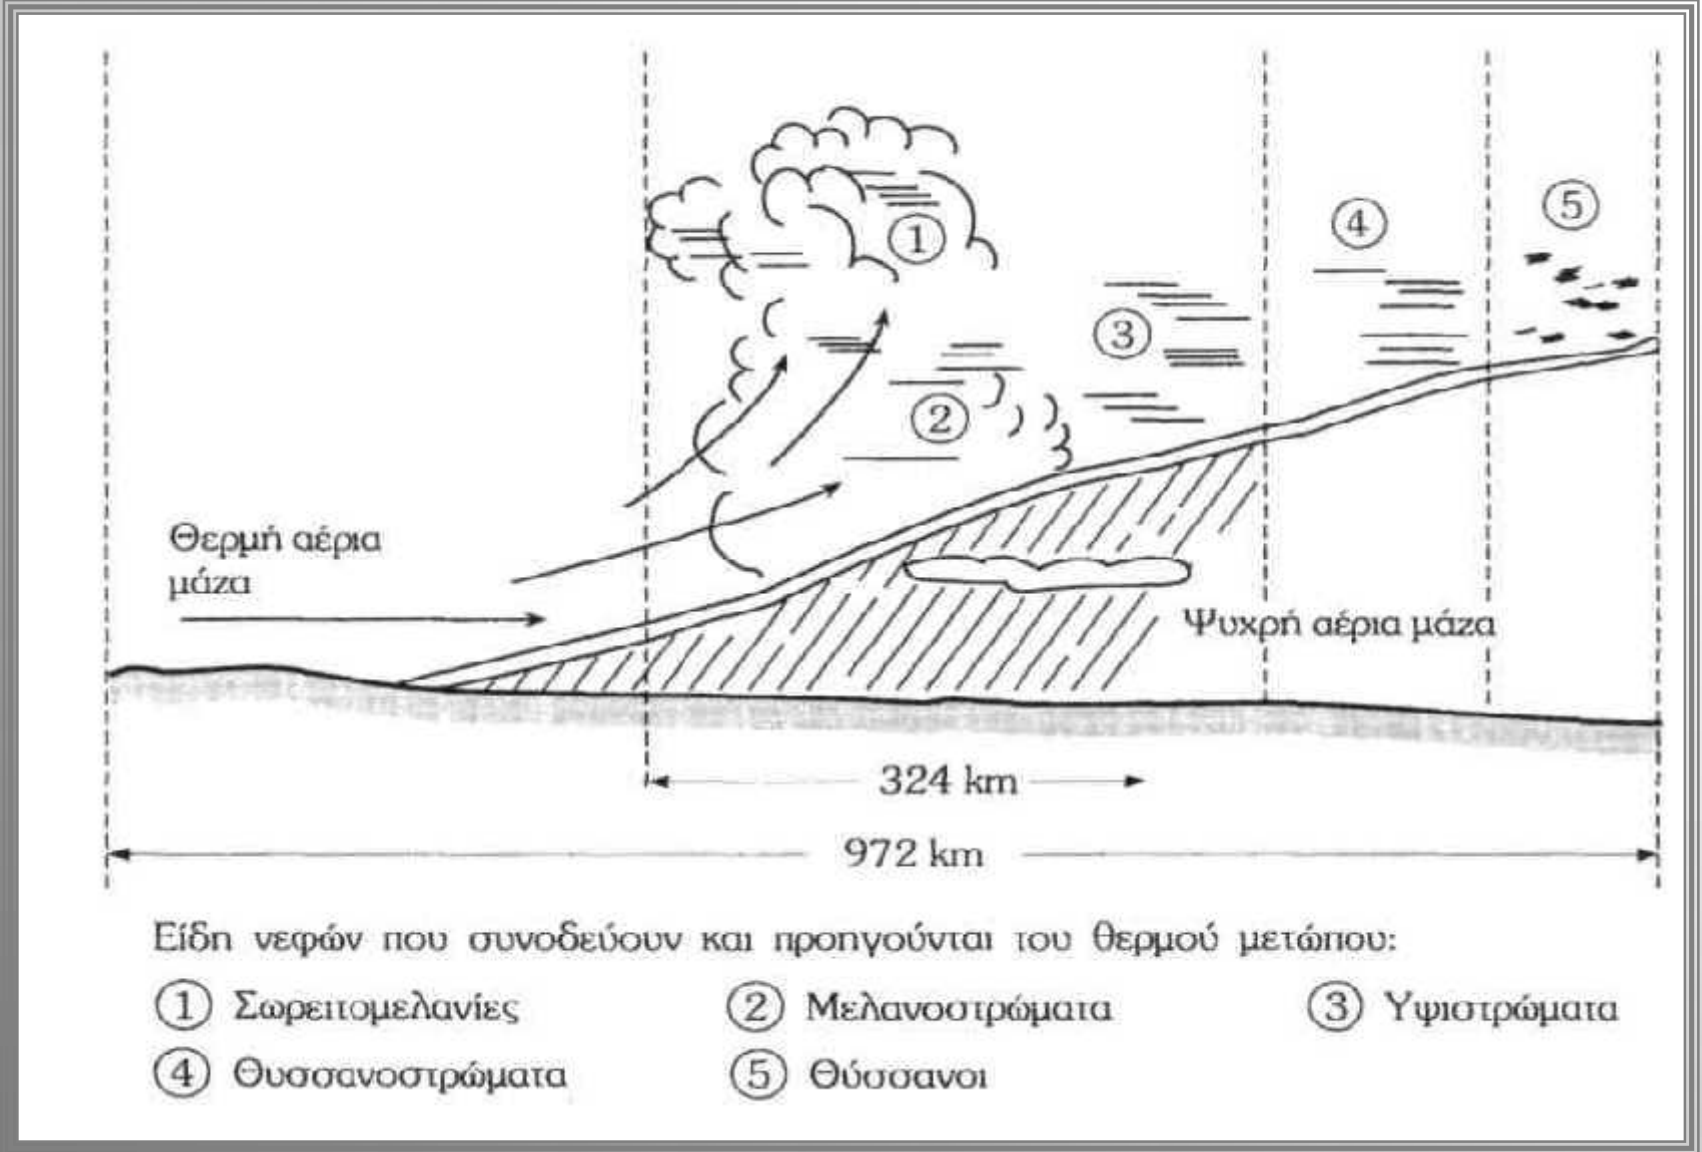 ①
②
③
④
⑤
Θερμή αέρια
μάζα
Ψυχρή αέρια μάζα
324 km
972 km
Είδη νεφών που συνοδεύουν και προηγούνται του θερμού μετώπου:
① Σωρειτομελανίες ② Μελανοστρώματα ③ Υψιστρώματα
④ Θυσσανοστρώματα ⑤ Θύσσανοι